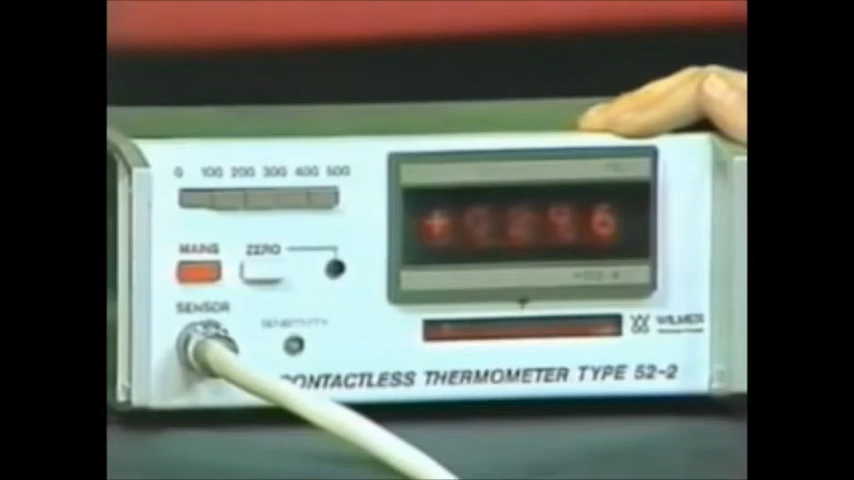 0 100 200 300 400 500
MAINS ZERO
SENSOR
SENSITIVITY
WILMER
CONTACTLESS THERMOMETER TYPE 52-2